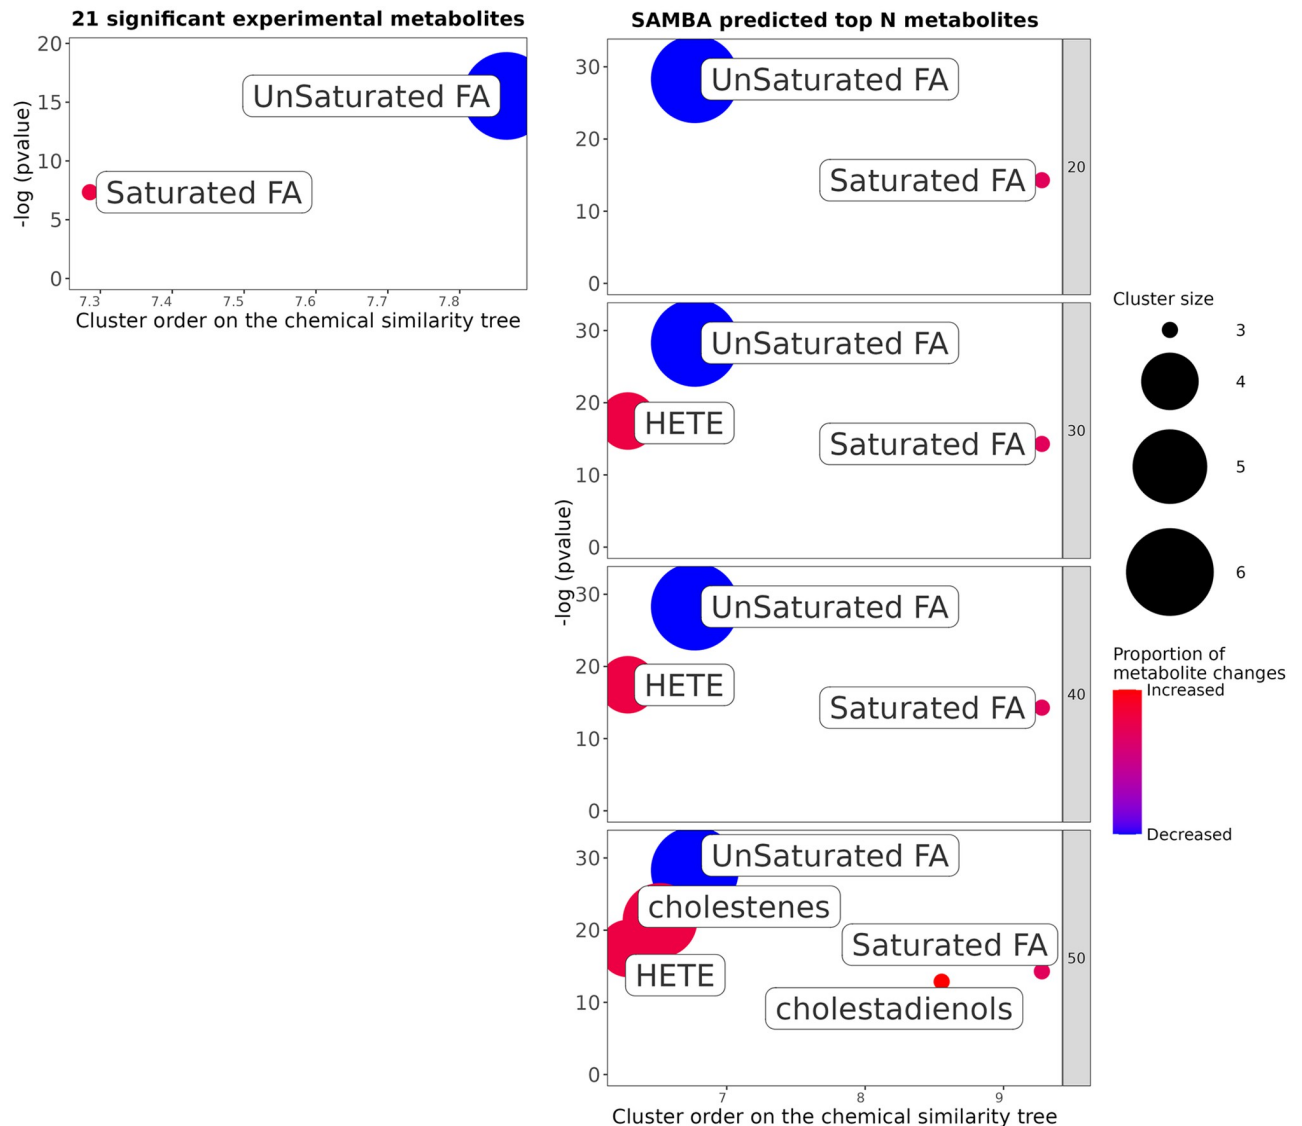 21 significant experimental metabolites
20
15
10
5
0
-log (pvalue)
UnSaturated FA
Saturated FA
7.3 7.4 7.5 7.6 7.7 7.8
Cluster order on the chemical similarity tree
SAMBA predicted top N metabolites
30
20
10
0
UnSaturated FA
Saturated FA
20
30
20
10
0
UnSaturated FA
HETE
Saturated FA
30
-log (pvalue)
30
20
10
0
UnSaturated FA
HETE
Saturated FA
40
30
20
10
0
UnSaturated FA
cholestenes
Saturated FA
HETE
cholestadienols
50
7 8 9
Cluster order on the chemical similarity tree
Cluster size
3
4
5
6
Proportion of
metabolite changes
Increased
Decreased